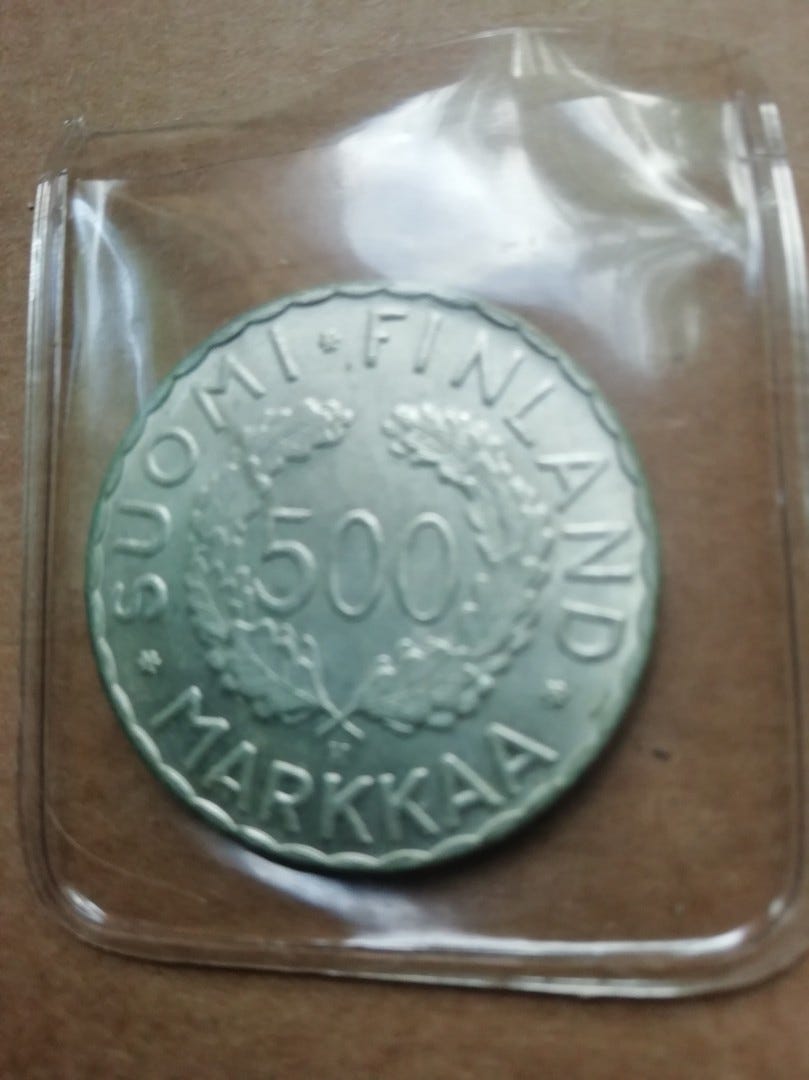 SUOMI * FINLAND
500
* MARKKAA *